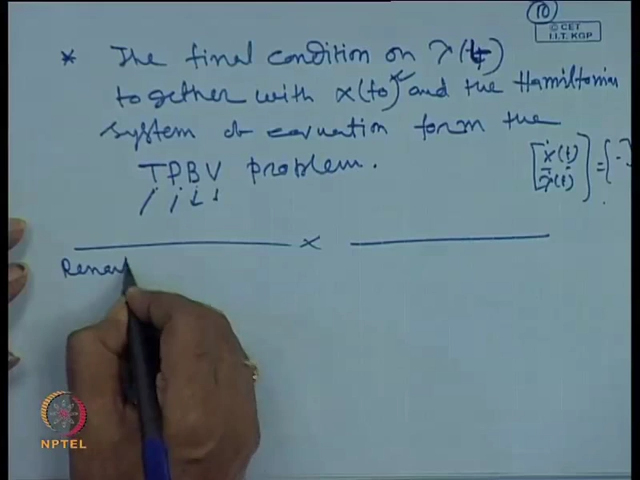 10
© CET
I.I.T. KGP
* The final condition on λ(tf)
together with x(to) and the Hamiltonian
system of equation form the
TPBV problem.
[ẋ(t)
λ̇(t)] = [-
Remar
NPTEL